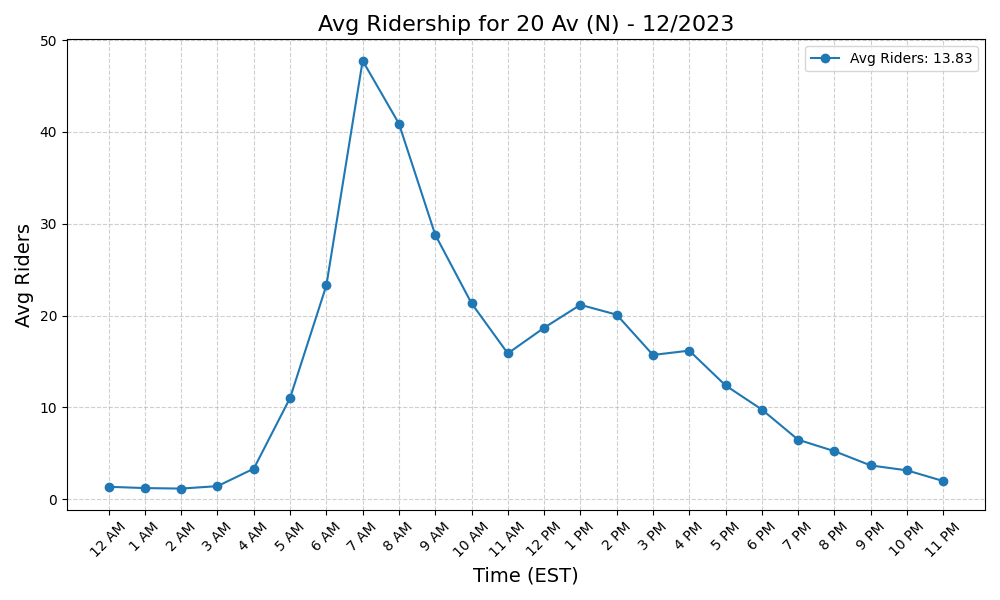 Avg Ridership for 20 Av (N) - 12/2023
Avg Riders: 13.83
Avg Riders
50
40
30
20
10
0
12 AM
1 AM
2 AM
3 AM
4 AM
5 AM
6 AM
7 AM
8 AM
9 AM
10 AM
11 AM
12 PM
1 PM
2 PM
3 PM
4 PM
5 PM
6 PM
7 PM
8 PM
9 PM
10 PM
11 PM
Time (EST)